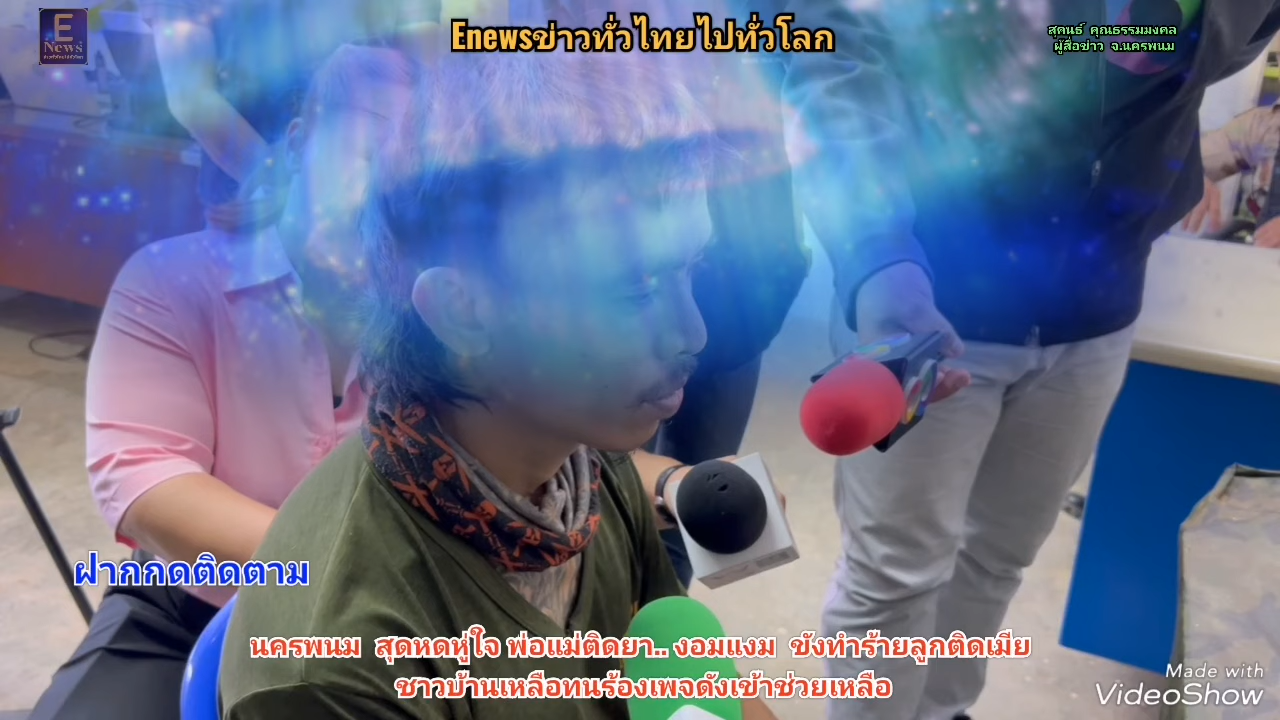 E
News
Enewsข่าวทั่วไทยไปทั่วโลก
สุคนธ์ คุณธรรมมงคล
ผู้สื่อข่าว จ.นครพนม
ฝากกดติดตาม
นครพนม สุดหดหู่ใจ พ่อแม่ติดยา.. งอมแงม ขังทำร้ายลูกติดเมีย
ชาวบ้านเหลือทนร้องเพจดังเข้าช่วยเหลือ
Made with
VideoShow